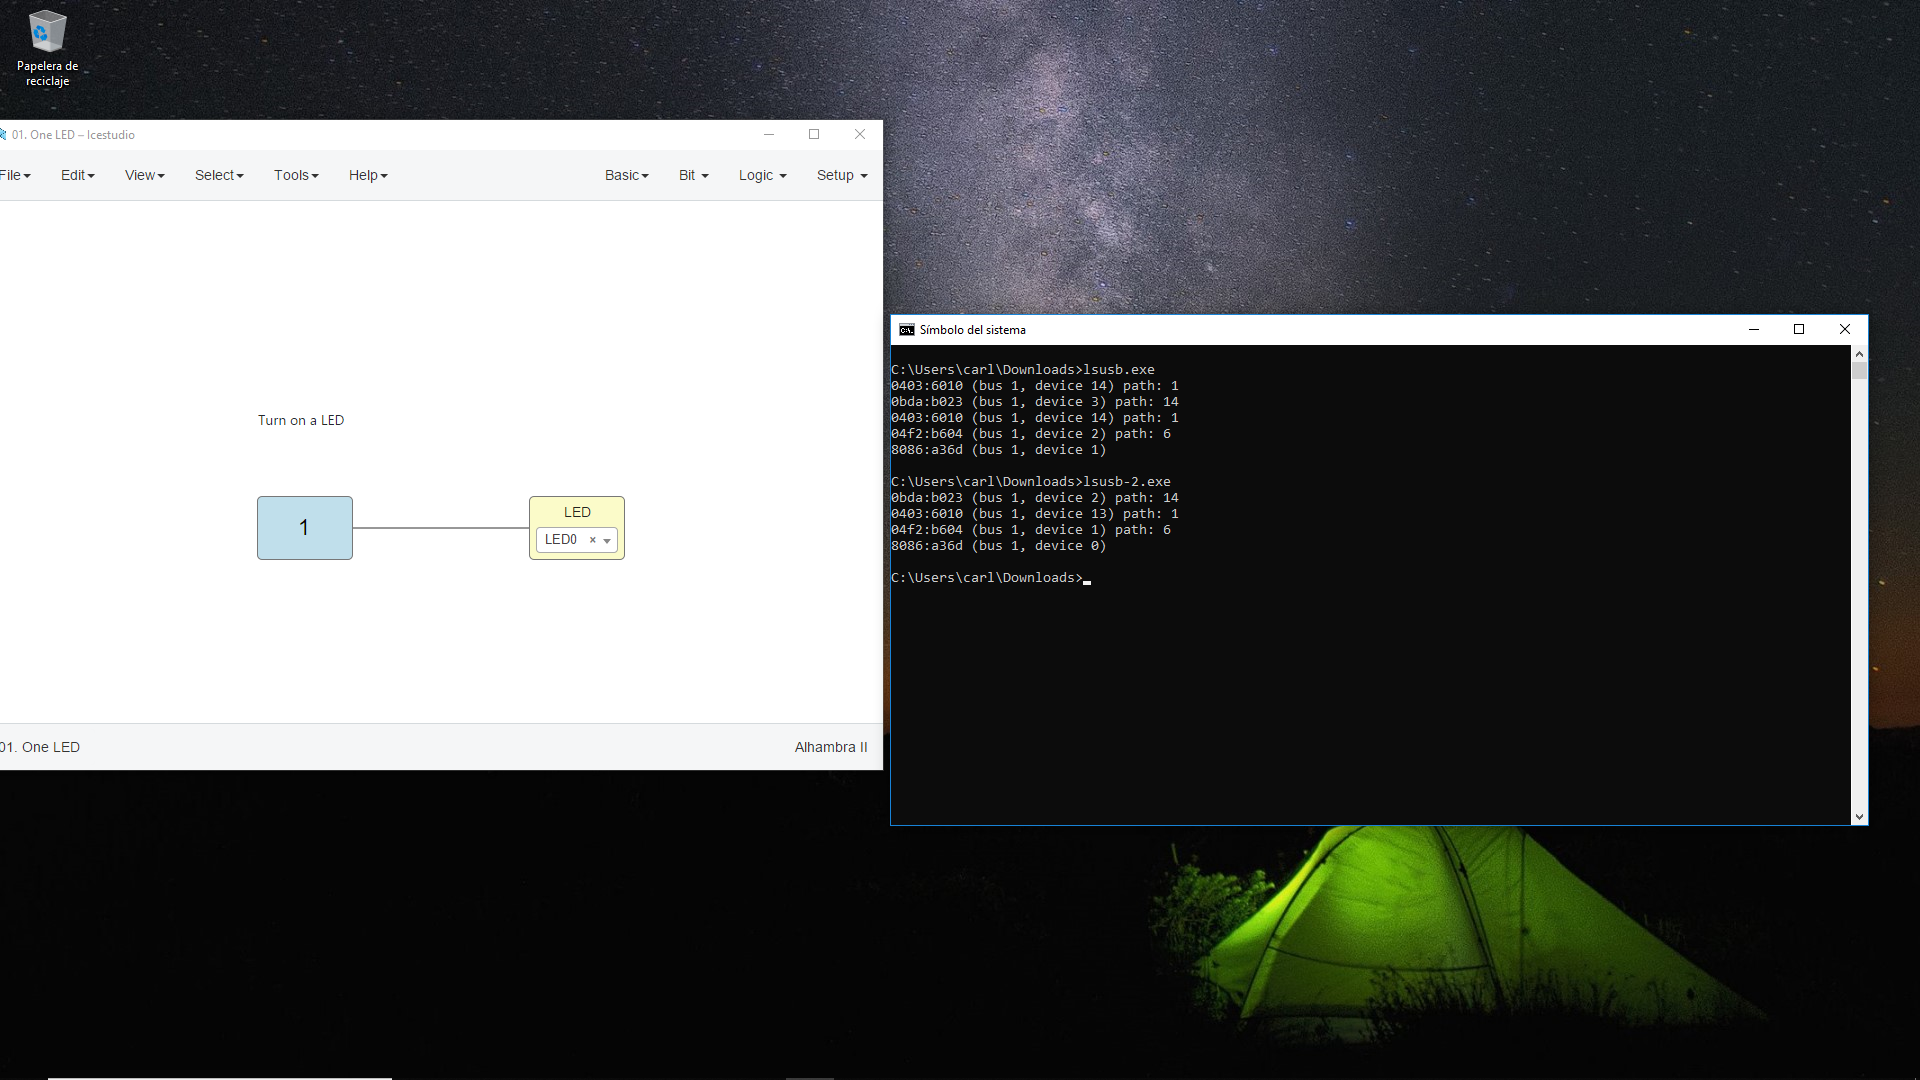 Papelera de
reciclaje
01. One LED – Icestudio
File Edit View Select Tools Help Basic Bit Logic Setup
Turn on a LED
1
LED
LED0 ×
01. One LED
Alhambra II
Símbolo del sistema
C:\Users\carl\Downloads>lsusb.exe
0403:6010 (bus 1, device 14) path: 1
0bda:b023 (bus 1, device 3) path: 14
0403:6010 (bus 1, device 14) path: 1
04f2:b604 (bus 1, device 2) path: 6
8086:a36d (bus 1, device 1)
C:\Users\carl\Downloads>lsusb-2.exe
0bda:b023 (bus 1, device 2) path: 14
0403:6010 (bus 1, device 13) path: 1
04f2:b604 (bus 1, device 1) path: 6
8086:a36d (bus 1, device 0)
C:\Users\carl\Downloads>